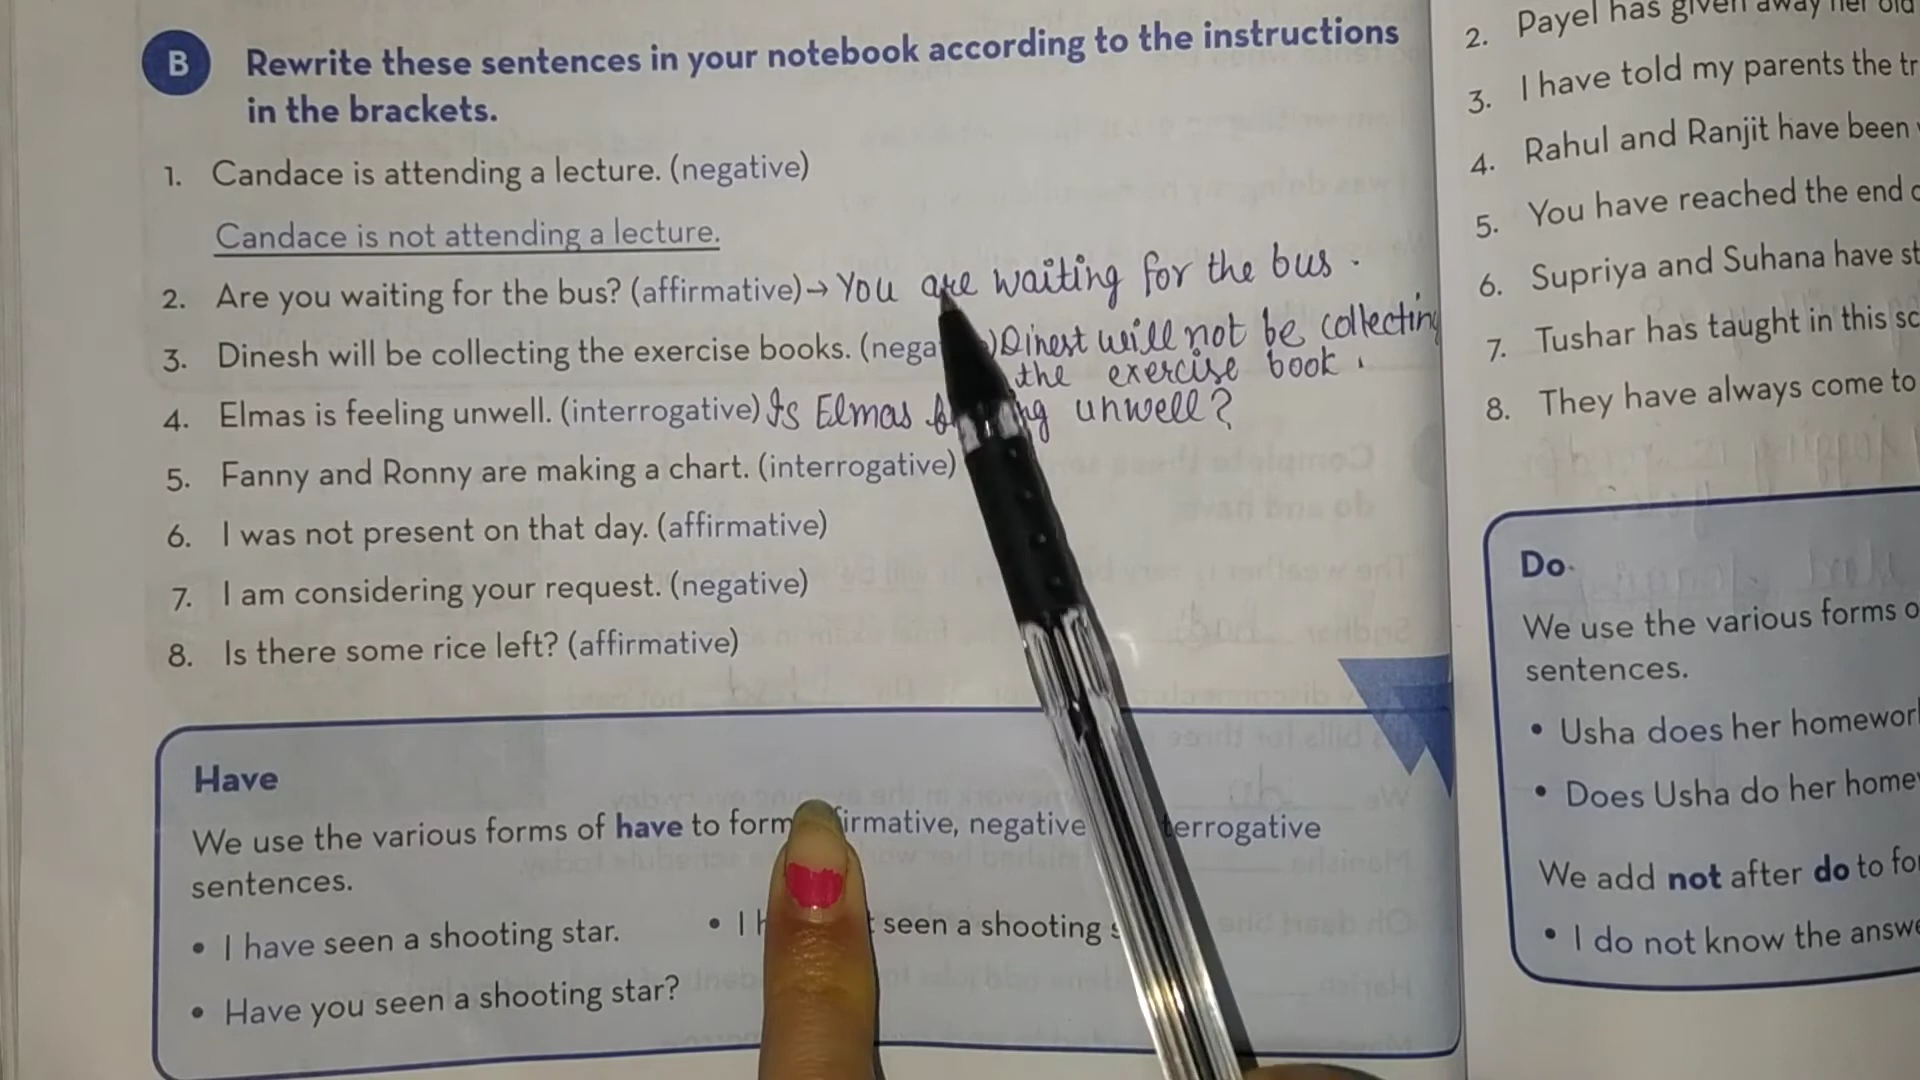 B Rewrite these sentences in your notebook according to the instructions
in the brackets.
1. Candace is attending a lecture. (negative)
Candace is not attending a lecture.
2. Are you waiting for the bus? (affirmative)→ You are waiting for the bus.
3. Dinesh will be collecting the exercise books. (nega )Dinest will not be collecting
the exercise book.
4. Elmas is feeling unwell. (interrogative) Is Elmas unwell?
5. Fanny and Ronny are making a chart. (interrogative)
6. I was not present on that day. (affirmative)
7. I am considering your request. (negative)
8. Is there some rice left? (affirmative)
Have
We use the various forms of have to form irmative, negative terrogative
sentences.
• I have seen a shooting star.
• I seen a shooting
• Have you seen a shooting star?
2. Payel has given away her old
3. I have told my parents the tr
4. Rahul and Ranjit have been
5. You have reached the end
6. Supriya and Suhana have st
7. Tushar has taught in this sc
8. They have always come to
Do
We use the various forms o
sentences.
• Usha does her homewor
• Does Usha do her home
We add not after do to fo
• I do not know the answe